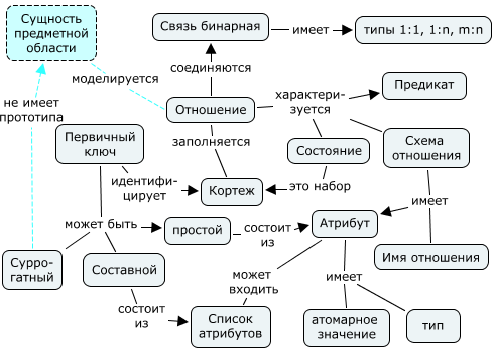 Сущность
предметной
области
Связь бинарная
имеет
типы 1:1, 1:n, m:n
соединяются
моделируется
Предикат
не имеет
прототипа
Отношение
характери-
зуется
Первичный
ключ
заполняется
Состояние
Схема
отношения
идентифи-
цирует
Кортеж
это набор
может быть
простой
состоит
из
Атрибут
имеет
Сурро-
гатный
Составной
Имя отношения
может
входить
имеет
состоит
из
Список
атрибутов
атомарное
значение
тип